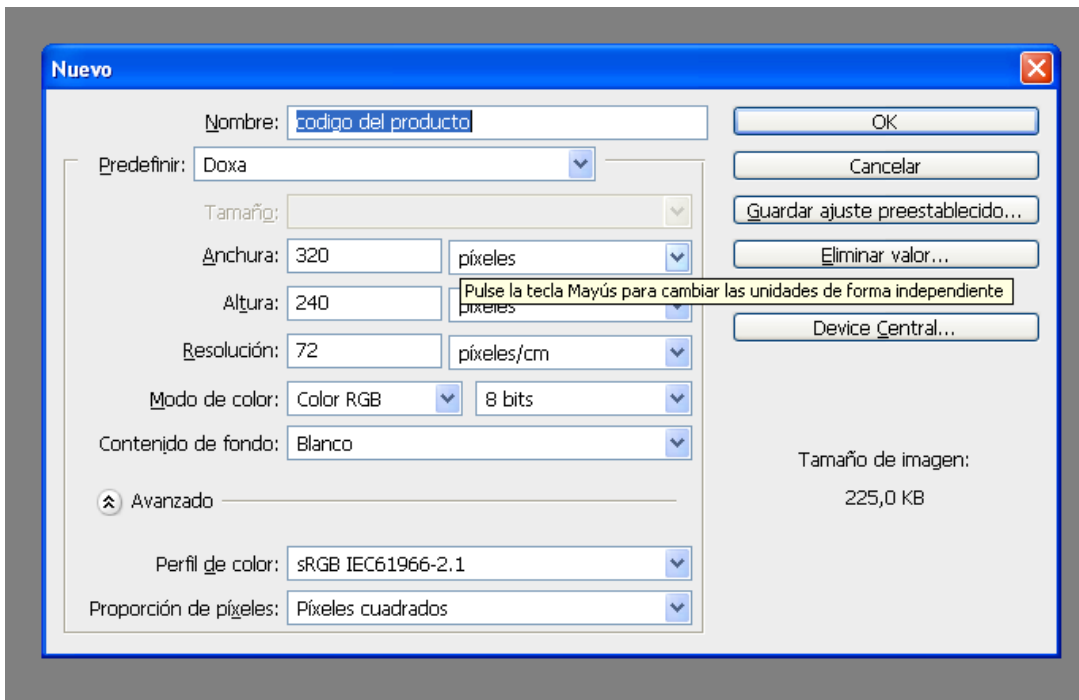 Nuevo
Nombre: codigo del producto
OK
Predefinir: Doxa
Cancelar
Tamaño:
Guardar ajuste preestablecido...
Anchura: 320 píxeles
Eliminar valor...
Pulse la tecla Mayús para cambiar las unidades de forma independiente
Altura: 240 píxeles
Device Central...
Resolución: 72 píxeles/cm
Modo de color: Color RGB 8 bits
Contenido de fondo: Blanco
Tamaño de imagen:
225,0 KB
Avanzado
Perfil de color: sRGB IEC61966-2.1
Proporción de píxeles: Píxeles cuadrados